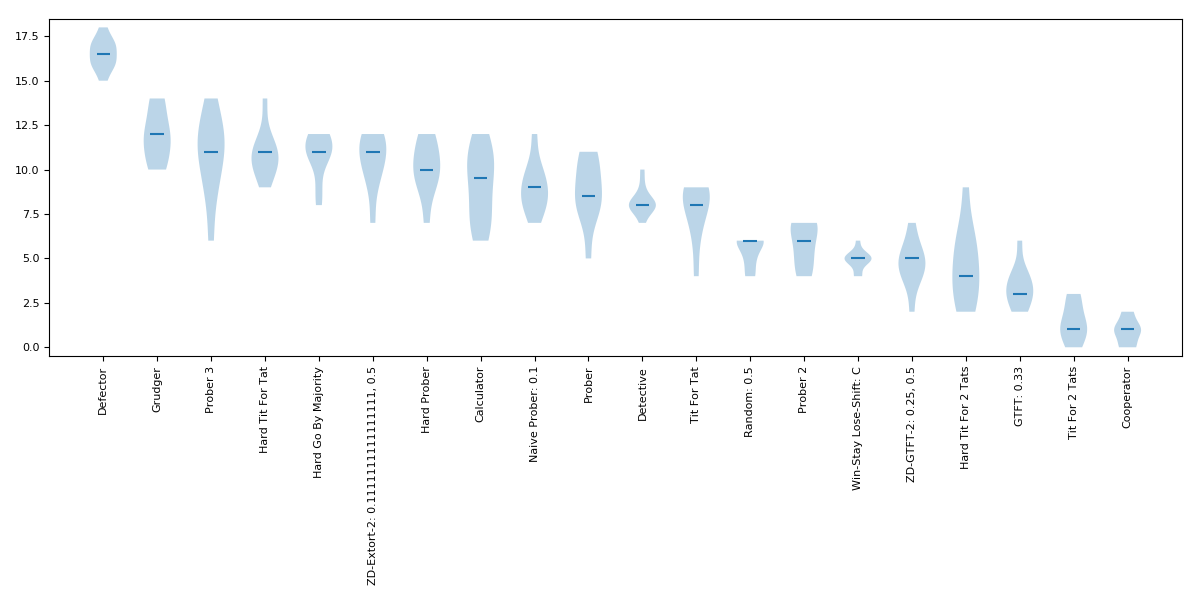 17.5
15.0
12.5
10.0
7.5
5.0
2.5
0.0
Defector
Grudger
Prober 3
Hard Tit For Tat
Hard Go By Majority
ZD-Extort-2: 0.1111111111111111, 0.5
Hard Prober
Calculator
Naive Prober: 0.1
Prober
Detective
Tit For Tat
Random: 0.5
Prober 2
Win-Stay Lose-Shift: C
ZD-GTFT-2: 0.25, 0.5
Hard Tit For 2 Tats
GTFT: 0.33
Tit For 2 Tats
Cooperator